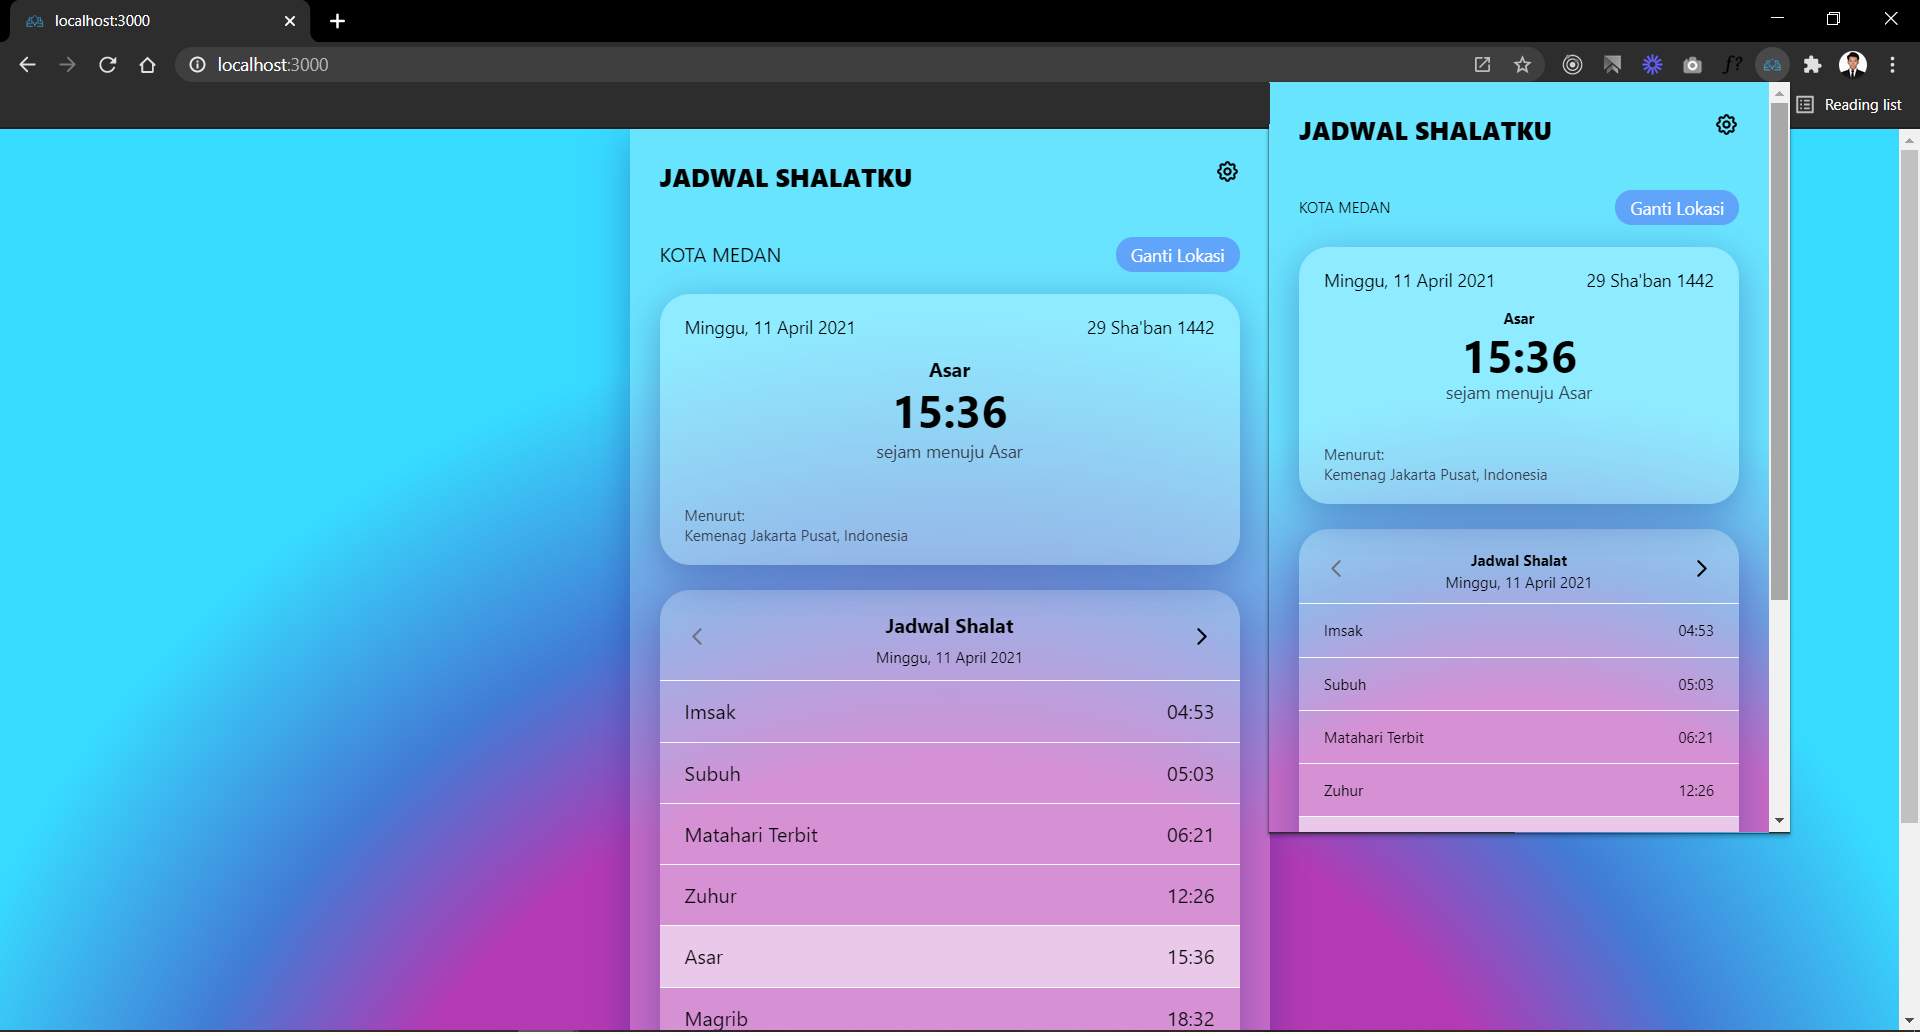 localhost:3000
localhost:3000
f?
Reading list
JADWAL SHALATKU
KOTA MEDAN
Ganti Lokasi
Minggu, 11 April 2021
29 Sha'ban 1442
Asar
15:36
sejam menuju Asar
Menurut:
Kemenag Jakarta Pusat, Indonesia
Jadwal Shalat
Minggu, 11 April 2021
Imsak 04:53
Subuh 05:03
Matahari Terbit 06:21
Zuhur 12:26
Asar 15:36
Magrib 18:32
JADWAL SHALATKU
KOTA MEDAN
Ganti Lokasi
Minggu, 11 April 2021
29 Sha'ban 1442
Asar
15:36
sejam menuju Asar
Menurut:
Kemenag Jakarta Pusat, Indonesia
Jadwal Shalat
Minggu, 11 April 2021
Imsak 04:53
Subuh 05:03
Matahari Terbit 06:21
Zuhur 12:26